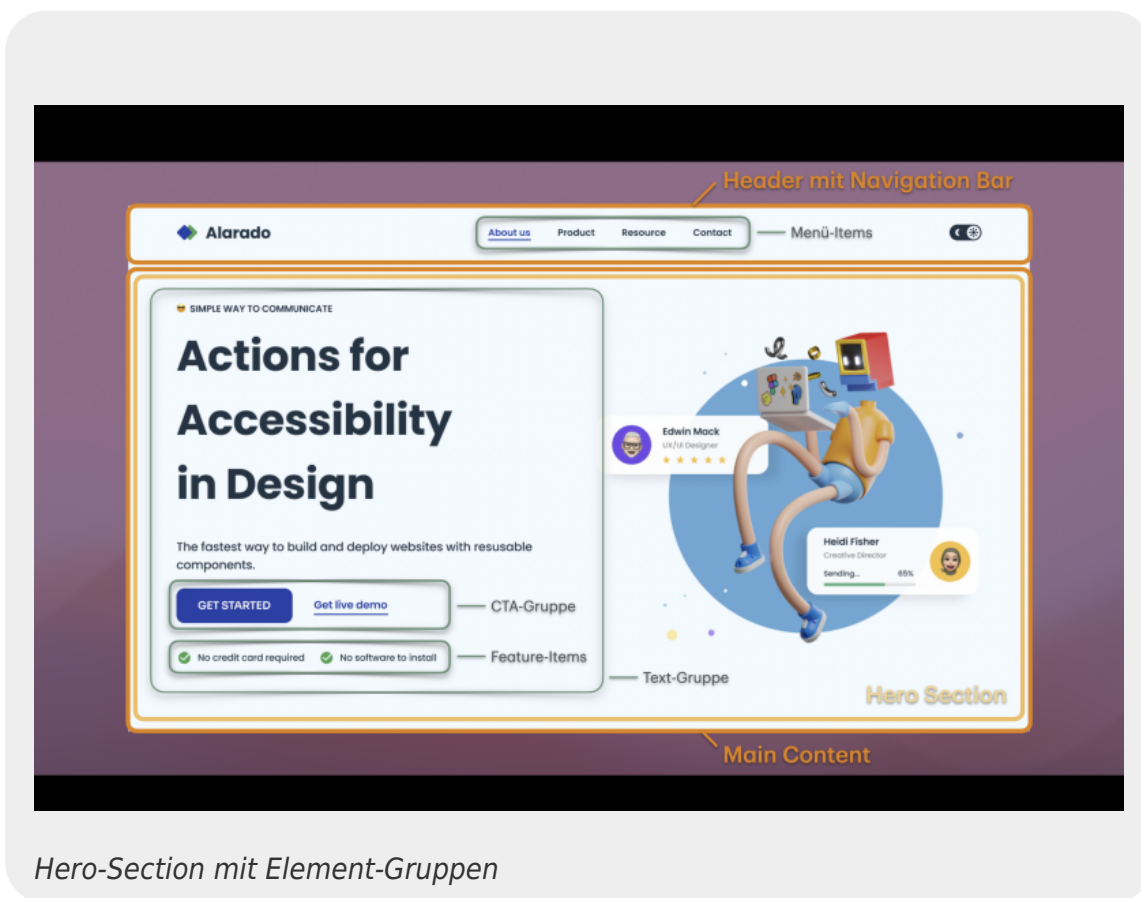 Header mit Navigation Bar
Alarado
About us Product Resource Contact
Menü-Items
SIMPLE WAY TO COMMUNICATE
Actions for
Accessibility
in Design
The fastest way to build and deploy websites with resusable
components.
GET STARTED Get live demo
CTA-Gruppe
No credit card required No software to install
Feature-Items
Text-Gruppe
Edwin Mack
UX/UI Designer
Heidi Fisher
Creative Director
Sending... 65%
Hero Section
Main Content
Hero-Section mit Element-Gruppen